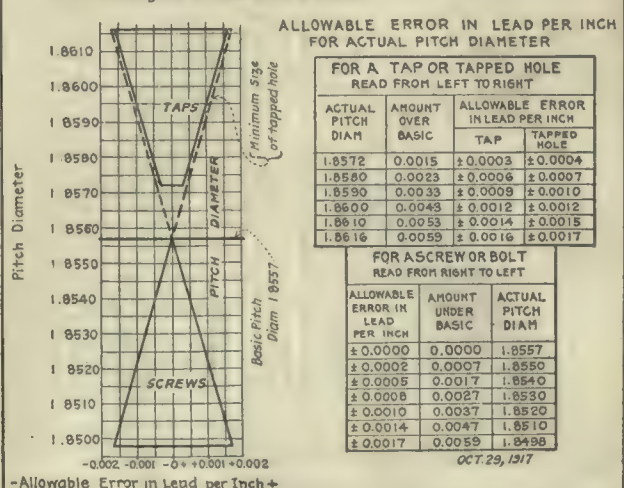 ALLOWABLE ERROR IN LEAD PER INCH
FOR ACTUAL PITCH DIAMETER
Pitch Diameter
1.8610
1.8600
1.8590
1.8580
1.8570
1.8560
1.8550
1.8540
1.8530
1.8520
1.8510
1.8500
TAPS
Minimum Size
of tapped hole
DIAMETER
PITCH
Basic Pitch
Diam 1.8557
SCREWS
-0.002 -0.001 -0+ +0.001 +0.002
-Allowable Error in Lead per Inch+
FOR A TAP OR TAPPED HOLE
READ FROM LEFT TO RIGHT
ACTUAL PITCH DIAM AMOUNT OVER BASIC ALLOWABLE ERROR IN LEAD PER INCH
TAP TAPPED HOLE
1.8572 0.0015 ±0.0003 ±0.0004
1.8580 0.0023 ±0.0006 ±0.0007
1.8590 0.0033 ±0.0009 ±0.0010
1.8600 0.0043 ±0.0012 ±0.0012
1.8610 0.0053 ±0.0014 ±0.0015
1.8616 0.0059 ±0.0016 ±0.0017
FOR A SCREW OR BOLT
READ FROM RIGHT TO LEFT
ALLOWABLE ERROR IN LEAD PER INCH AMOUNT UNDER BASIC ACTUAL PITCH DIAM
±0.0000 0.0000 1.8557
±0.0002 0.0007 1.8550
±0.0005 0.0017 1.8540
±0.0008 0.0027 1.8530
±0.0010 0.0037 1.8520
±0.0014 0.0047 1.8510
±0.0017 0.0059 1.8498
OCT. 29, 1917